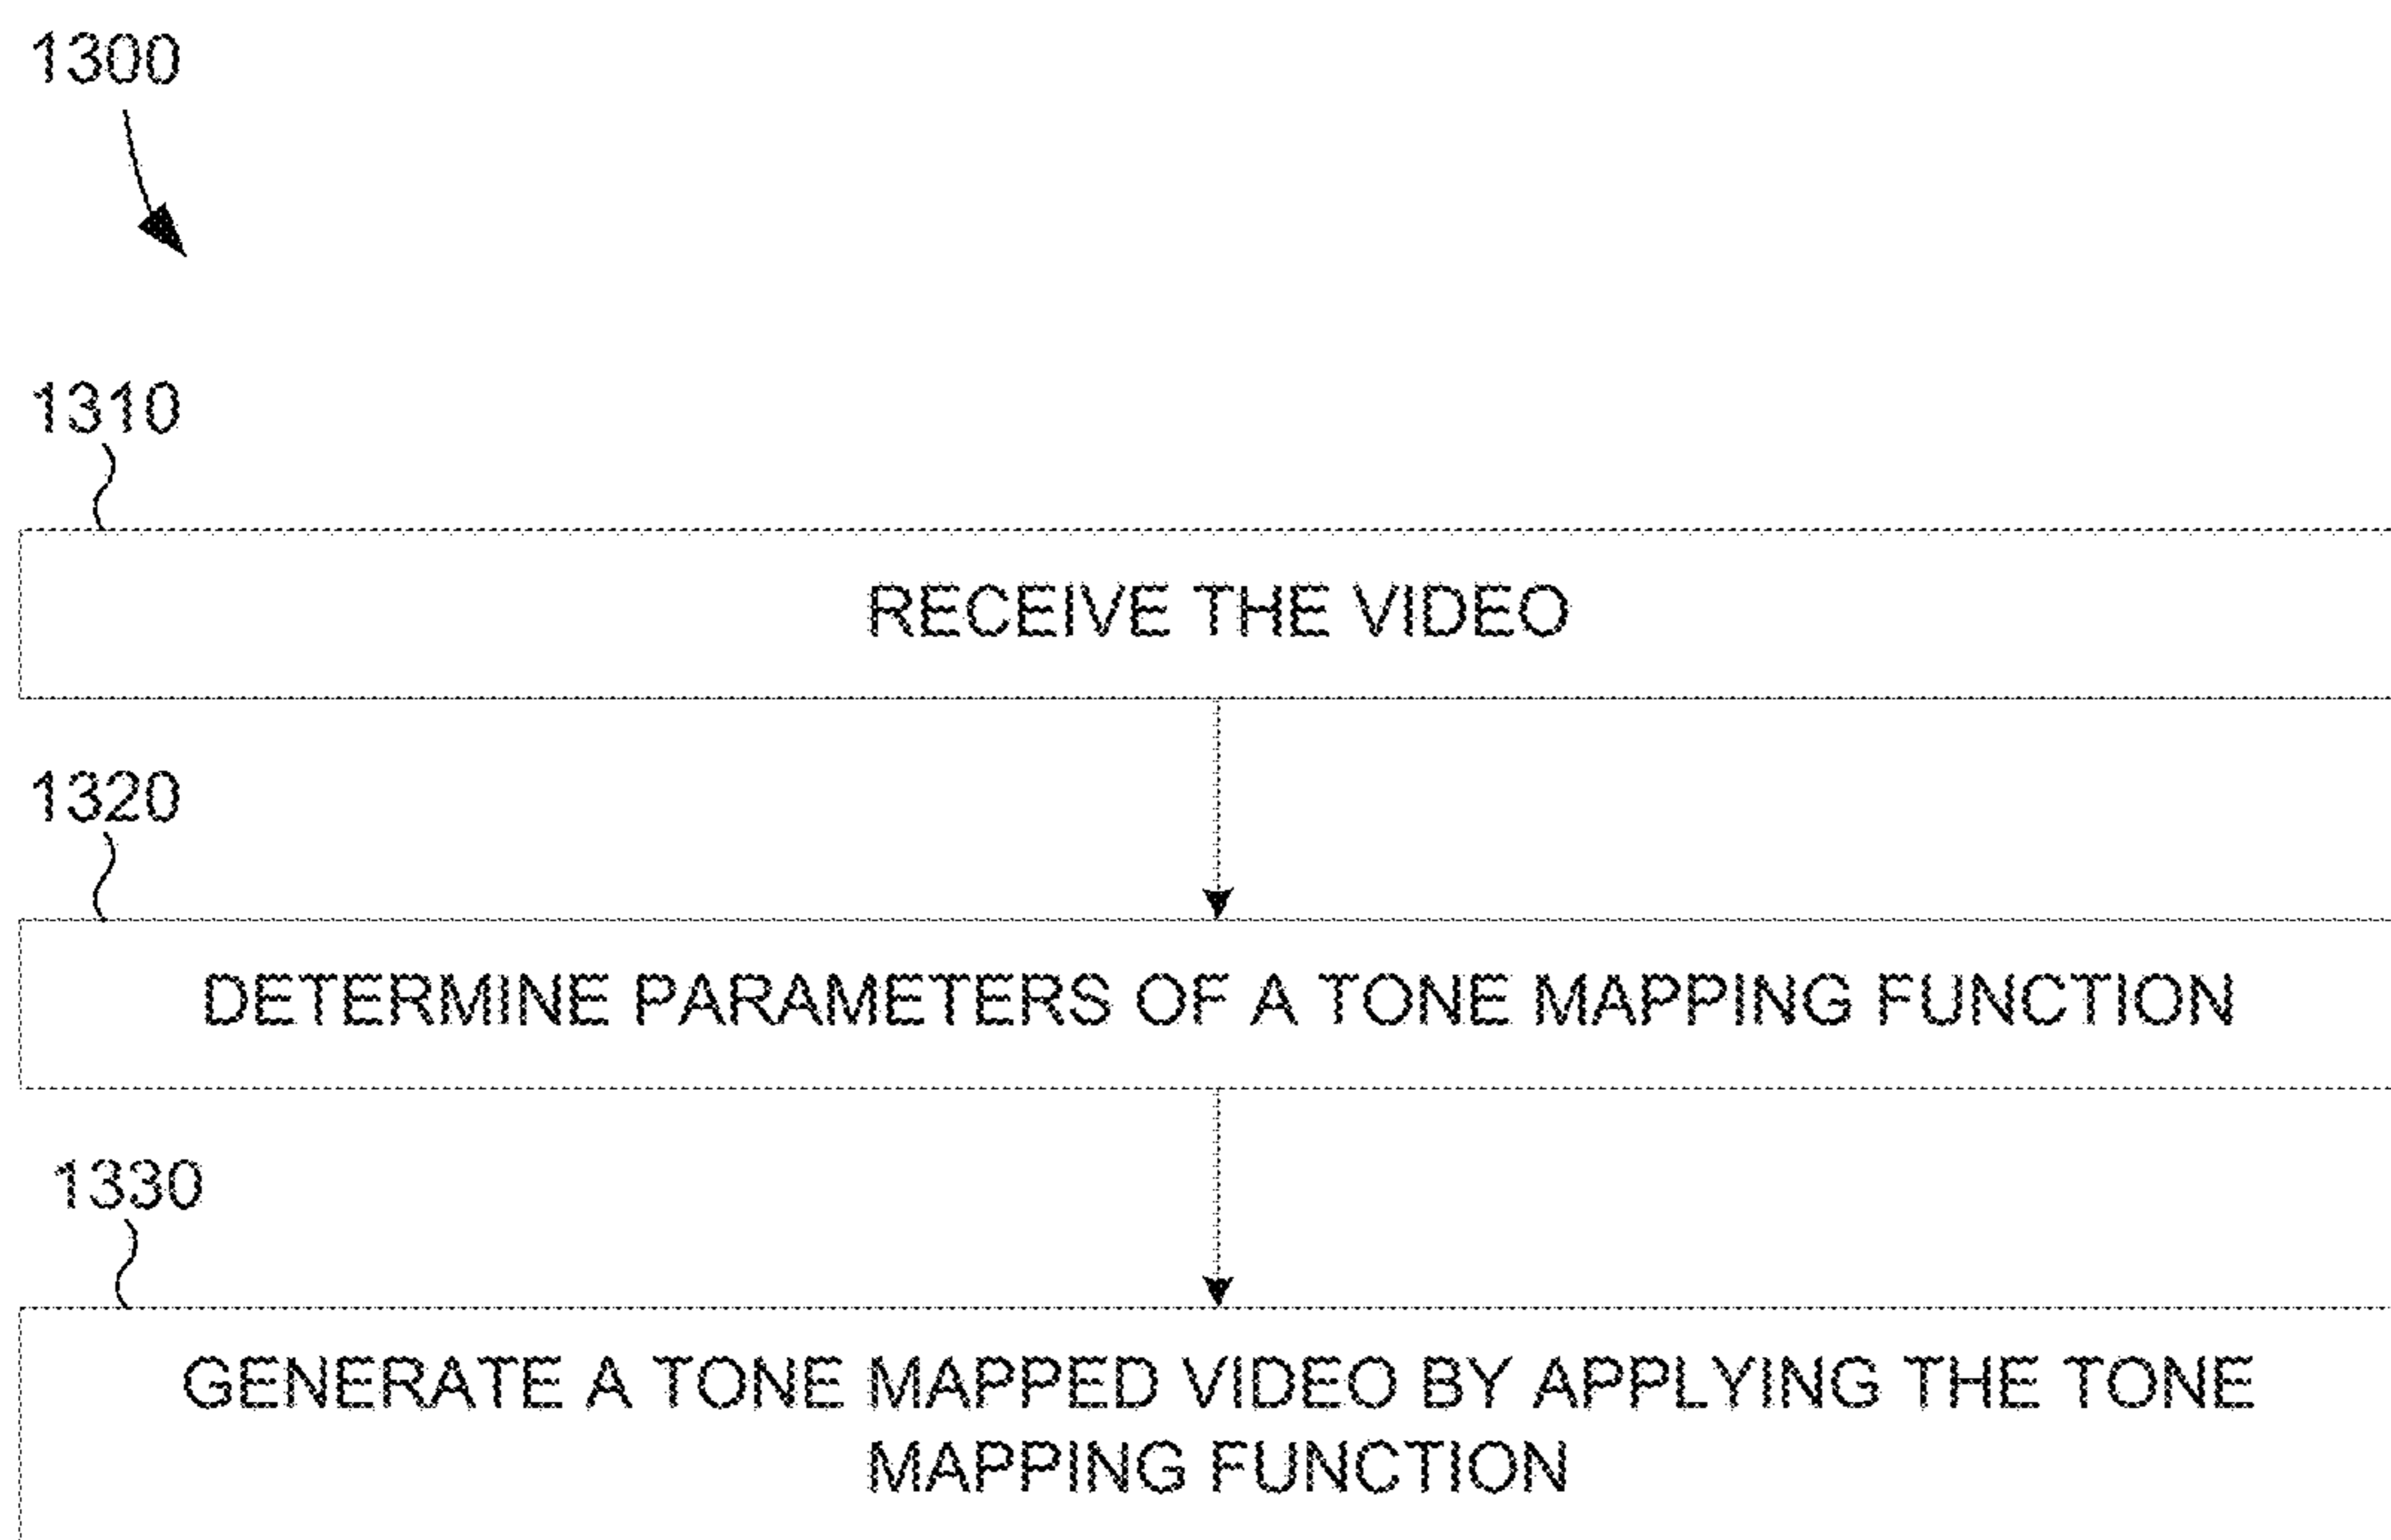 1300
1310
RECEIVE THE VIDEO
1320
DETERMINE PARAMETERS OF A TONE MAPPING FUNCTION
1330
GENERATE A TONE MAPPED VIDEO BY APPLYING THE TONE
MAPPING FUNCTION